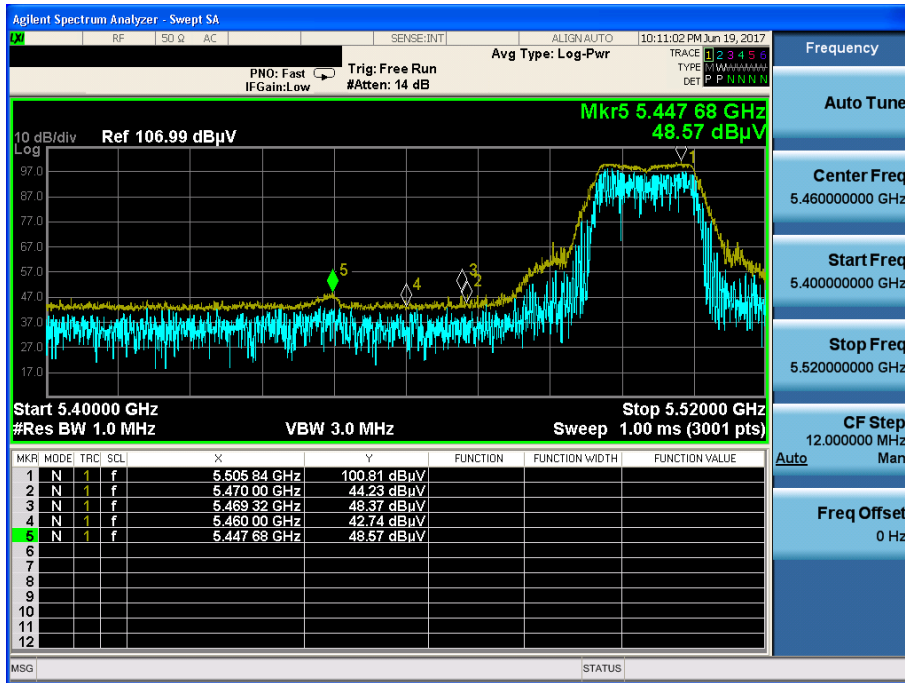 Agilent Spectrum Analyzer - Swept SA
LXI RF 50 Ω AC SENSE:INT ALIGN AUTO 10:11:02 PM Jun 19, 2017
PNO: Fast Trig: Free Run Avg Type: Log-Pwr TRACE 1 2 3 4 5 6
IFGain:Low #Atten: 14 dB TYPE M W W W W W
DET P P N N N N
Mkr5 5.447 68 GHz
48.57 dBµV
10 dB/div Ref 106.99 dBµV
Log
97.0
87.0
77.0
67.0
57.0
47.0
37.0
27.0
17.0
1
5
3
4
2
Start 5.40000 GHz Stop 5.52000 GHz
#Res BW 1.0 MHz VBW 3.0 MHz Sweep 1.00 ms (3001 pts)
MKR MODE TRC SCL X Y FUNCTION FUNCTION WIDTH FUNCTION VALUE
1 N 1 f 5.505 84 GHz 100.81 dBµV
2 N 1 f 5.470 00 GHz 44.23 dBµV
3 N 1 f 5.469 32 GHz 48.37 dBµV
4 N 1 f 5.460 00 GHz 42.74 dBµV
5 N 1 f 5.447 68 GHz 48.57 dBµV
6
7
8
9
10
11
12
MSG STATUS
Frequency
Auto Tune
Center Freq
5.460000000 GHz
Start Freq
5.400000000 GHz
Stop Freq
5.520000000 GHz
CF Step
12.000000 MHz
Auto Man
Freq Offset
0 Hz